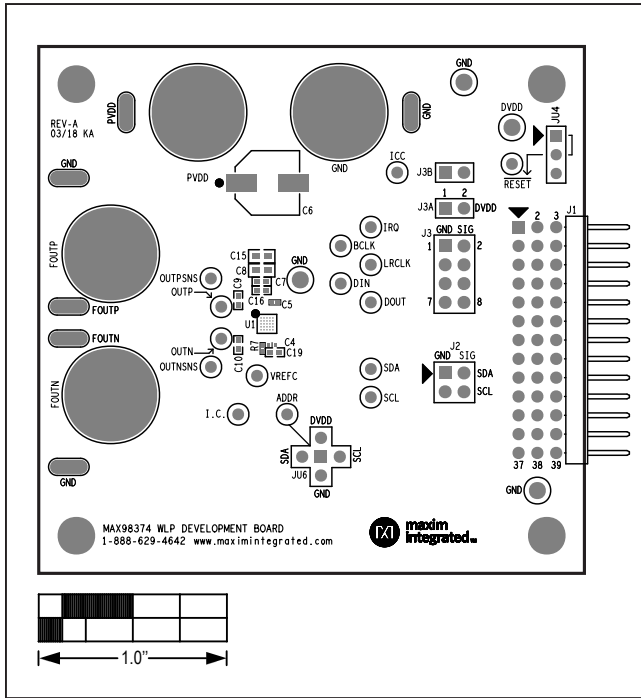 GND
REV-A
03/18 KA
PVDD
GND
DVDD
JU4
GND
PVDD
GND
ICC
RESET
J3B
C6
1 2
J3A DVDD
J1
2 3
J3
GND SIG
1 2
IRQ
BCLK
LRCLK
FOUTP
C15
C8
GND
OUTPSNS
OUTP
C9
C7
DIN
C16
C5
DOUT
7 8
FOUTP
U1
FOUTN
OUTN
C10
R7
C4
C19
J2
GND SIG
FOUTN
OUTNSNS
VREFC
SDA
SDA
SCL
SCL
I.C.
ADDR
DVDD
SDA
SCL
JU6
GND
37 38 39
GND
GND
MAX98374 WLP DEVELOPMENT BOARD
1-888-629-4642 www.maximintegrated.com
maxim
integrated™
1.0"